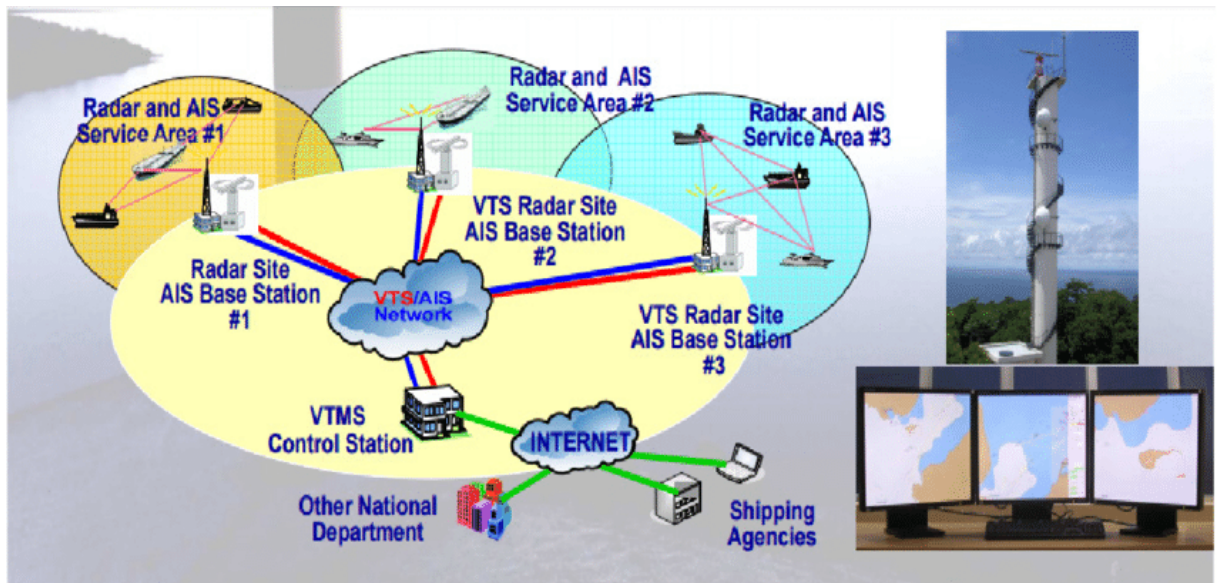 Radar and AIS
Service Area #1
Radar and AIS
Service Area #2
Radar and AIS
Service Area #3
Radar Site
AIS Base Station
#1
VTS Radar Site
AIS Base Station
#2
VTS Radar Site
AIS Base Station
#3
VTS/AIS
Network
VTMS
Control Station
INTERNET
Other National
Department
Shipping
Agencies